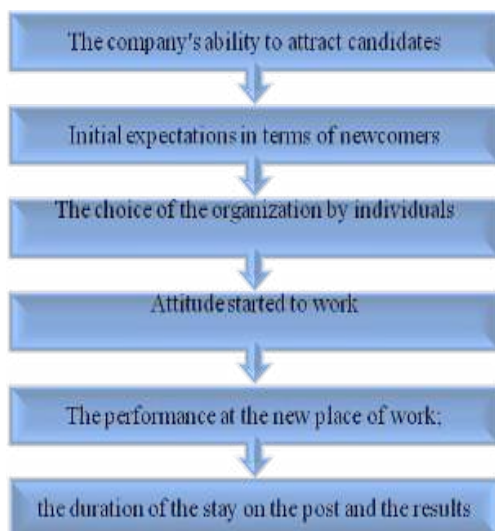 The company's ability to attract candidates
Initial expectations in terms of newcomers
The choice of the organization by individuals
Attitude started to work
The performance at the new place of work;
the duration of the stay on the post and the results